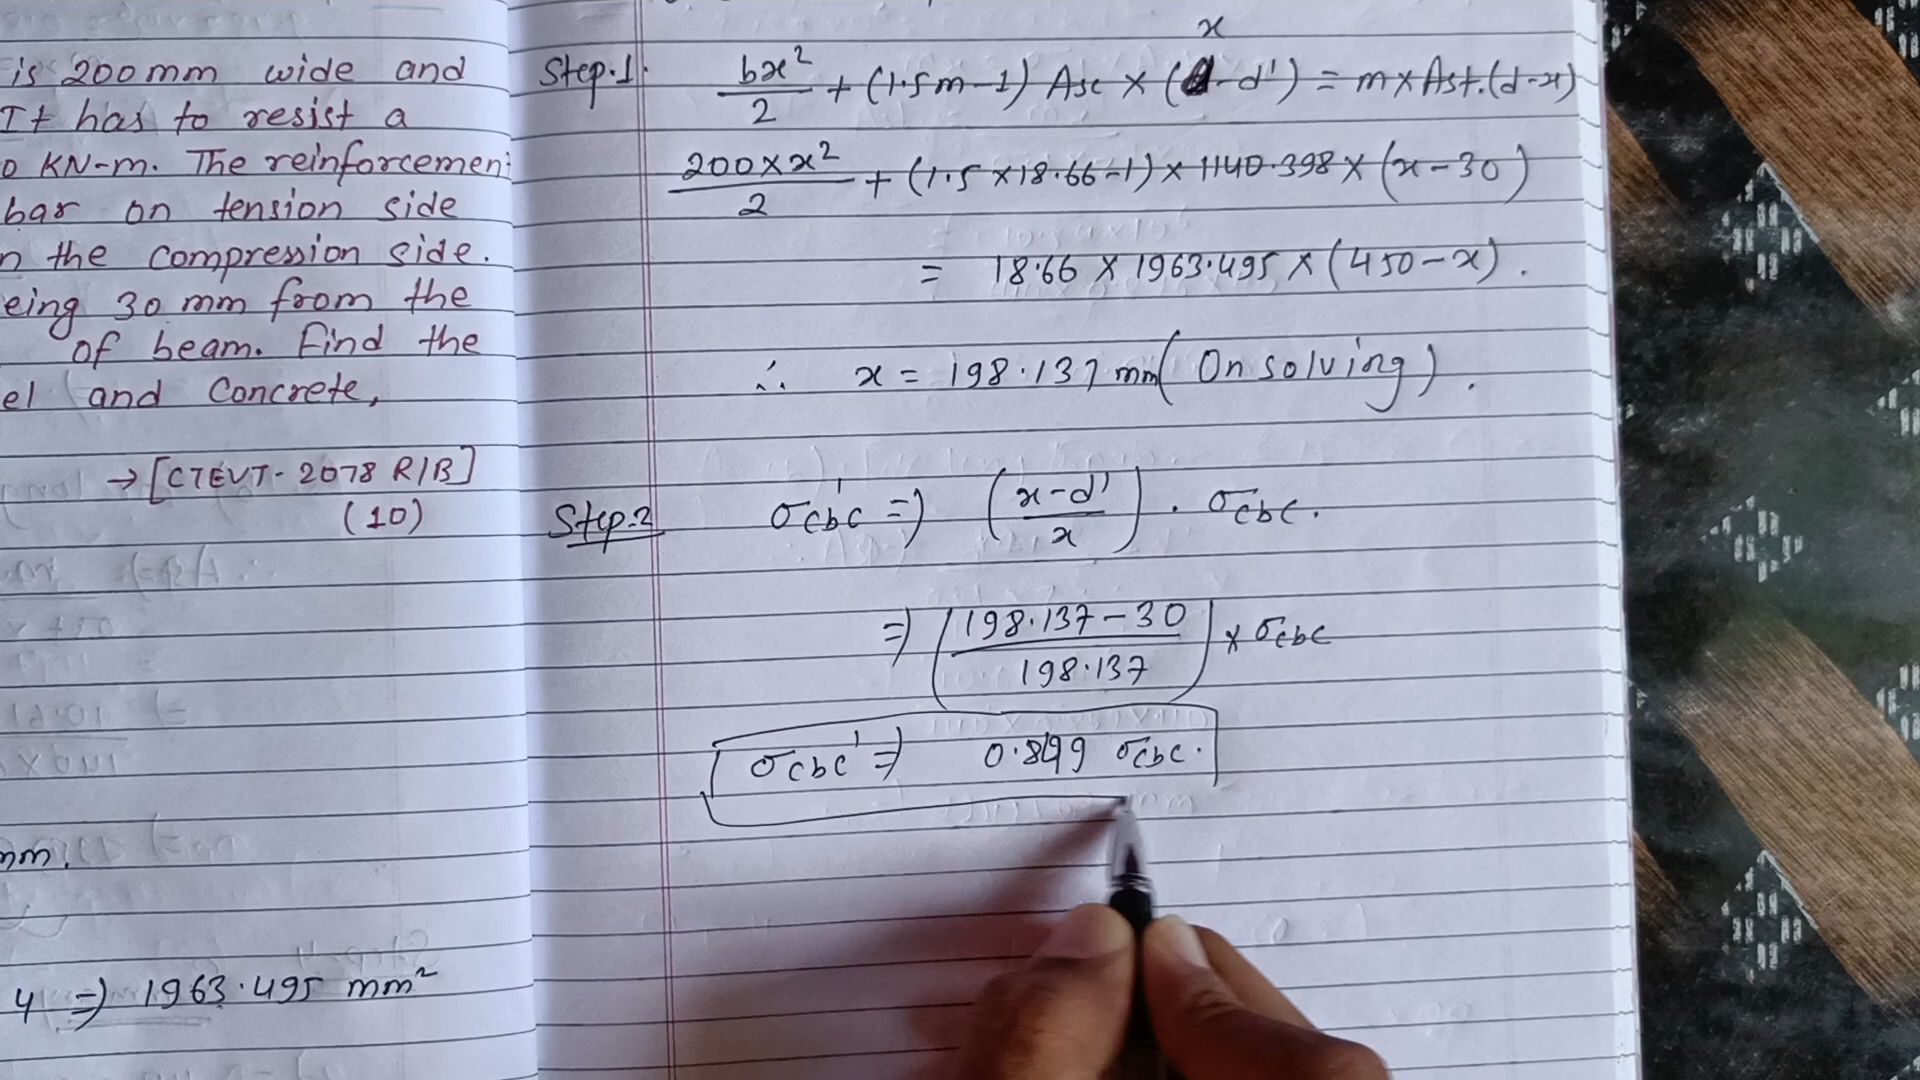 is 200mm wide and
It has to resist a
KN-m. The reinforcement
bar on tension side
n the compression side.
eing 30 mm from the
of beam. Find the
el and Concrete,
→ [CTEVT- 2078 R/B]
(10)
mm.
4 => 1963.495 mm²
x
Step.1. bx²/2 + (1.5m-1) Asc × ( - d') = m×Ast.(d-x)
200×x²/2 + (1.5×18.66-1)×1140.398×(x-30)
= 18.66 × 1963.495 × (450-x).
∴ x = 198.137 mm (On solving).
Step.2 σcbc' => (x-d'/x) . σcbc.
=> (198.137-30/198.137) × σcbc
σcbc' => 0.849 σcbc.